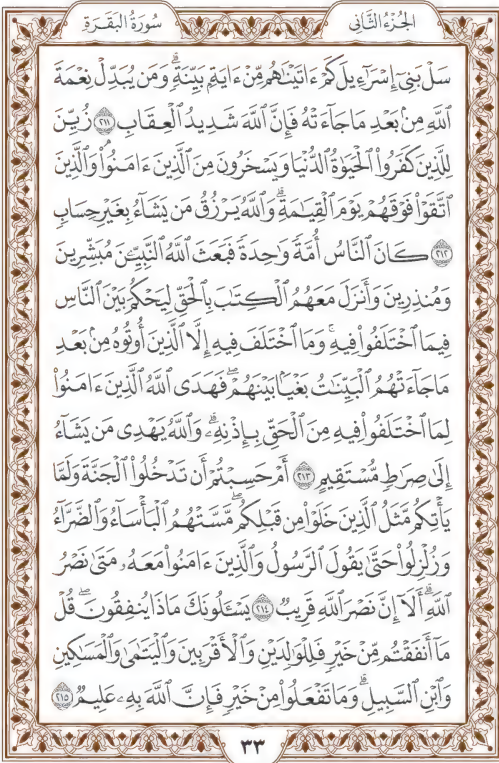 الجُزْءُ الثَّانِي
سُورَةُ البَقَرَةِ
سَلۡ بَنِيٓ إِسۡرَٰٓءِيلَ كَمۡ ءَاتَيۡنَٰهُم مِّنۡ ءَايَةِۭ بَيِّنَةٖۗ وَمَن يُبَدِّلۡ نِعۡمَةَ
ٱللَّهِ مِنۢ بَعۡدِ مَا جَآءَتۡهُ فَإِنَّ ٱللَّهَ شَدِيدُ ٱلۡعِقَابِ ٢١١ زُيِّنَ
لِلَّذِينَ كَفَرُواْ ٱلۡحَيَوٰةُ ٱلدُّنۡيَا وَيَسۡخَرُونَ مِنَ ٱلَّذِينَ ءَامَنُواْۘ وَٱلَّذِينَ
ٱتَّقَوۡاْ فَوۡقَهُمۡ يَوۡمَ ٱلۡقِيَٰمَةِۗ وَٱللَّهُ يَرۡزُقُ مَن يَشَآءُ بِغَيۡرِ حِسَابٖ
٢١٢ كَانَ ٱلنَّاسُ أُمَّةٗ وَٰحِدَةٗ فَبَعَثَ ٱللَّهُ ٱلنَّبِيِّـۧنَ مُبَشِّرِينَ
وَمُنذِرِينَ وَأَنزَلَ مَعَهُمُ ٱلۡكِتَٰبَ بِٱلۡحَقِّ لِيَحۡكُمَ بَيۡنَ ٱلنَّاسِ
فِيمَا ٱخۡتَلَفُواْ فِيهِۚ وَمَا ٱخۡتَلَفَ فِيهِ إِلَّا ٱلَّذِينَ أُوتُوهُ مِنۢ بَعۡدِ
مَا جَآءَتۡهُمُ ٱلۡبَيِّنَٰتُ بَغۡيَۢا بَيۡنَهُمۡۖ فَهَدَى ٱللَّهُ ٱلَّذِينَ ءَامَنُواْ
لِمَا ٱخۡتَلَفُواْ فِيهِ مِنَ ٱلۡحَقِّ بِإِذۡنِهِۦۗ وَٱللَّهُ يَهۡدِي مَن يَشَآءُ
إِلَىٰ صِرَٰطٖ مُّسۡتَقِيمٍ ٢١٣ أَمۡ حَسِبۡتُمۡ أَن تَدۡخُلُواْ ٱلۡجَنَّةَ وَلَمَّا
يَأۡتِكُم مَّثَلُ ٱلَّذِينَ خَلَوۡاْ مِن قَبۡلِكُمۖ مَّسَّتۡهُمُ ٱلۡبَأۡسَآءُ وَٱلضَّرَّآءُ
وَزُلۡزِلُواْ حَتَّىٰ يَقُولَ ٱلرَّسُولُ وَٱلَّذِينَ ءَامَنُواْ مَعَهُۥ مَتَىٰ نَصۡرُ
ٱللَّهِۗ أَلَآ إِنَّ نَصۡرَ ٱللَّهِ قَرِيبٞ ٢١٤ يَسۡـَٔلُونَكَ مَاذَا يُنفِقُونَۖ قُلۡ
مَآ أَنفَقۡتُم مِّنۡ خَيۡرٖ فَلِلۡوَٰلِدَيۡنِ وَٱلۡأَقۡرَبِينَ وَٱلۡيَتَٰمَىٰ وَٱلۡمَسَٰكِينِ
وَٱبۡنِ ٱلسَّبِيلِۗ وَمَا تَفۡعَلُواْ مِنۡ خَيۡرٖ فَإِنَّ ٱللَّهَ بِهِۦ عَلِيمٞ ٢١٥
٣٣